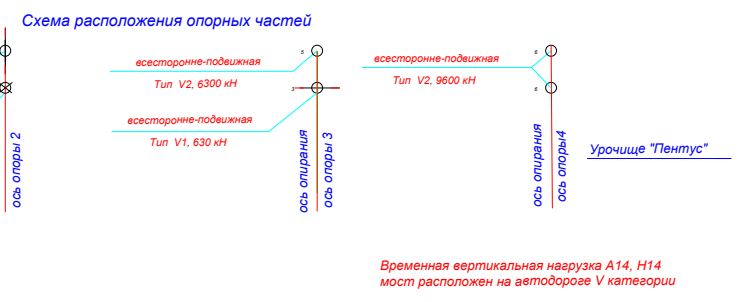 Схема расположения опорных частей
всесторонне-подвижная
Тип V2, 6300 кН
всесторонне-подвижная
Тип V1, 630 кН
всесторонне-подвижная
Тип V2, 9600 кН
ось опоры 2
ось опирания
ось опоры 3
ось опирания
ось опоры4
Урочище "Пентус"
Временная вертикальная нагрузка А14, Н14
мост расположен на автодороге V категории